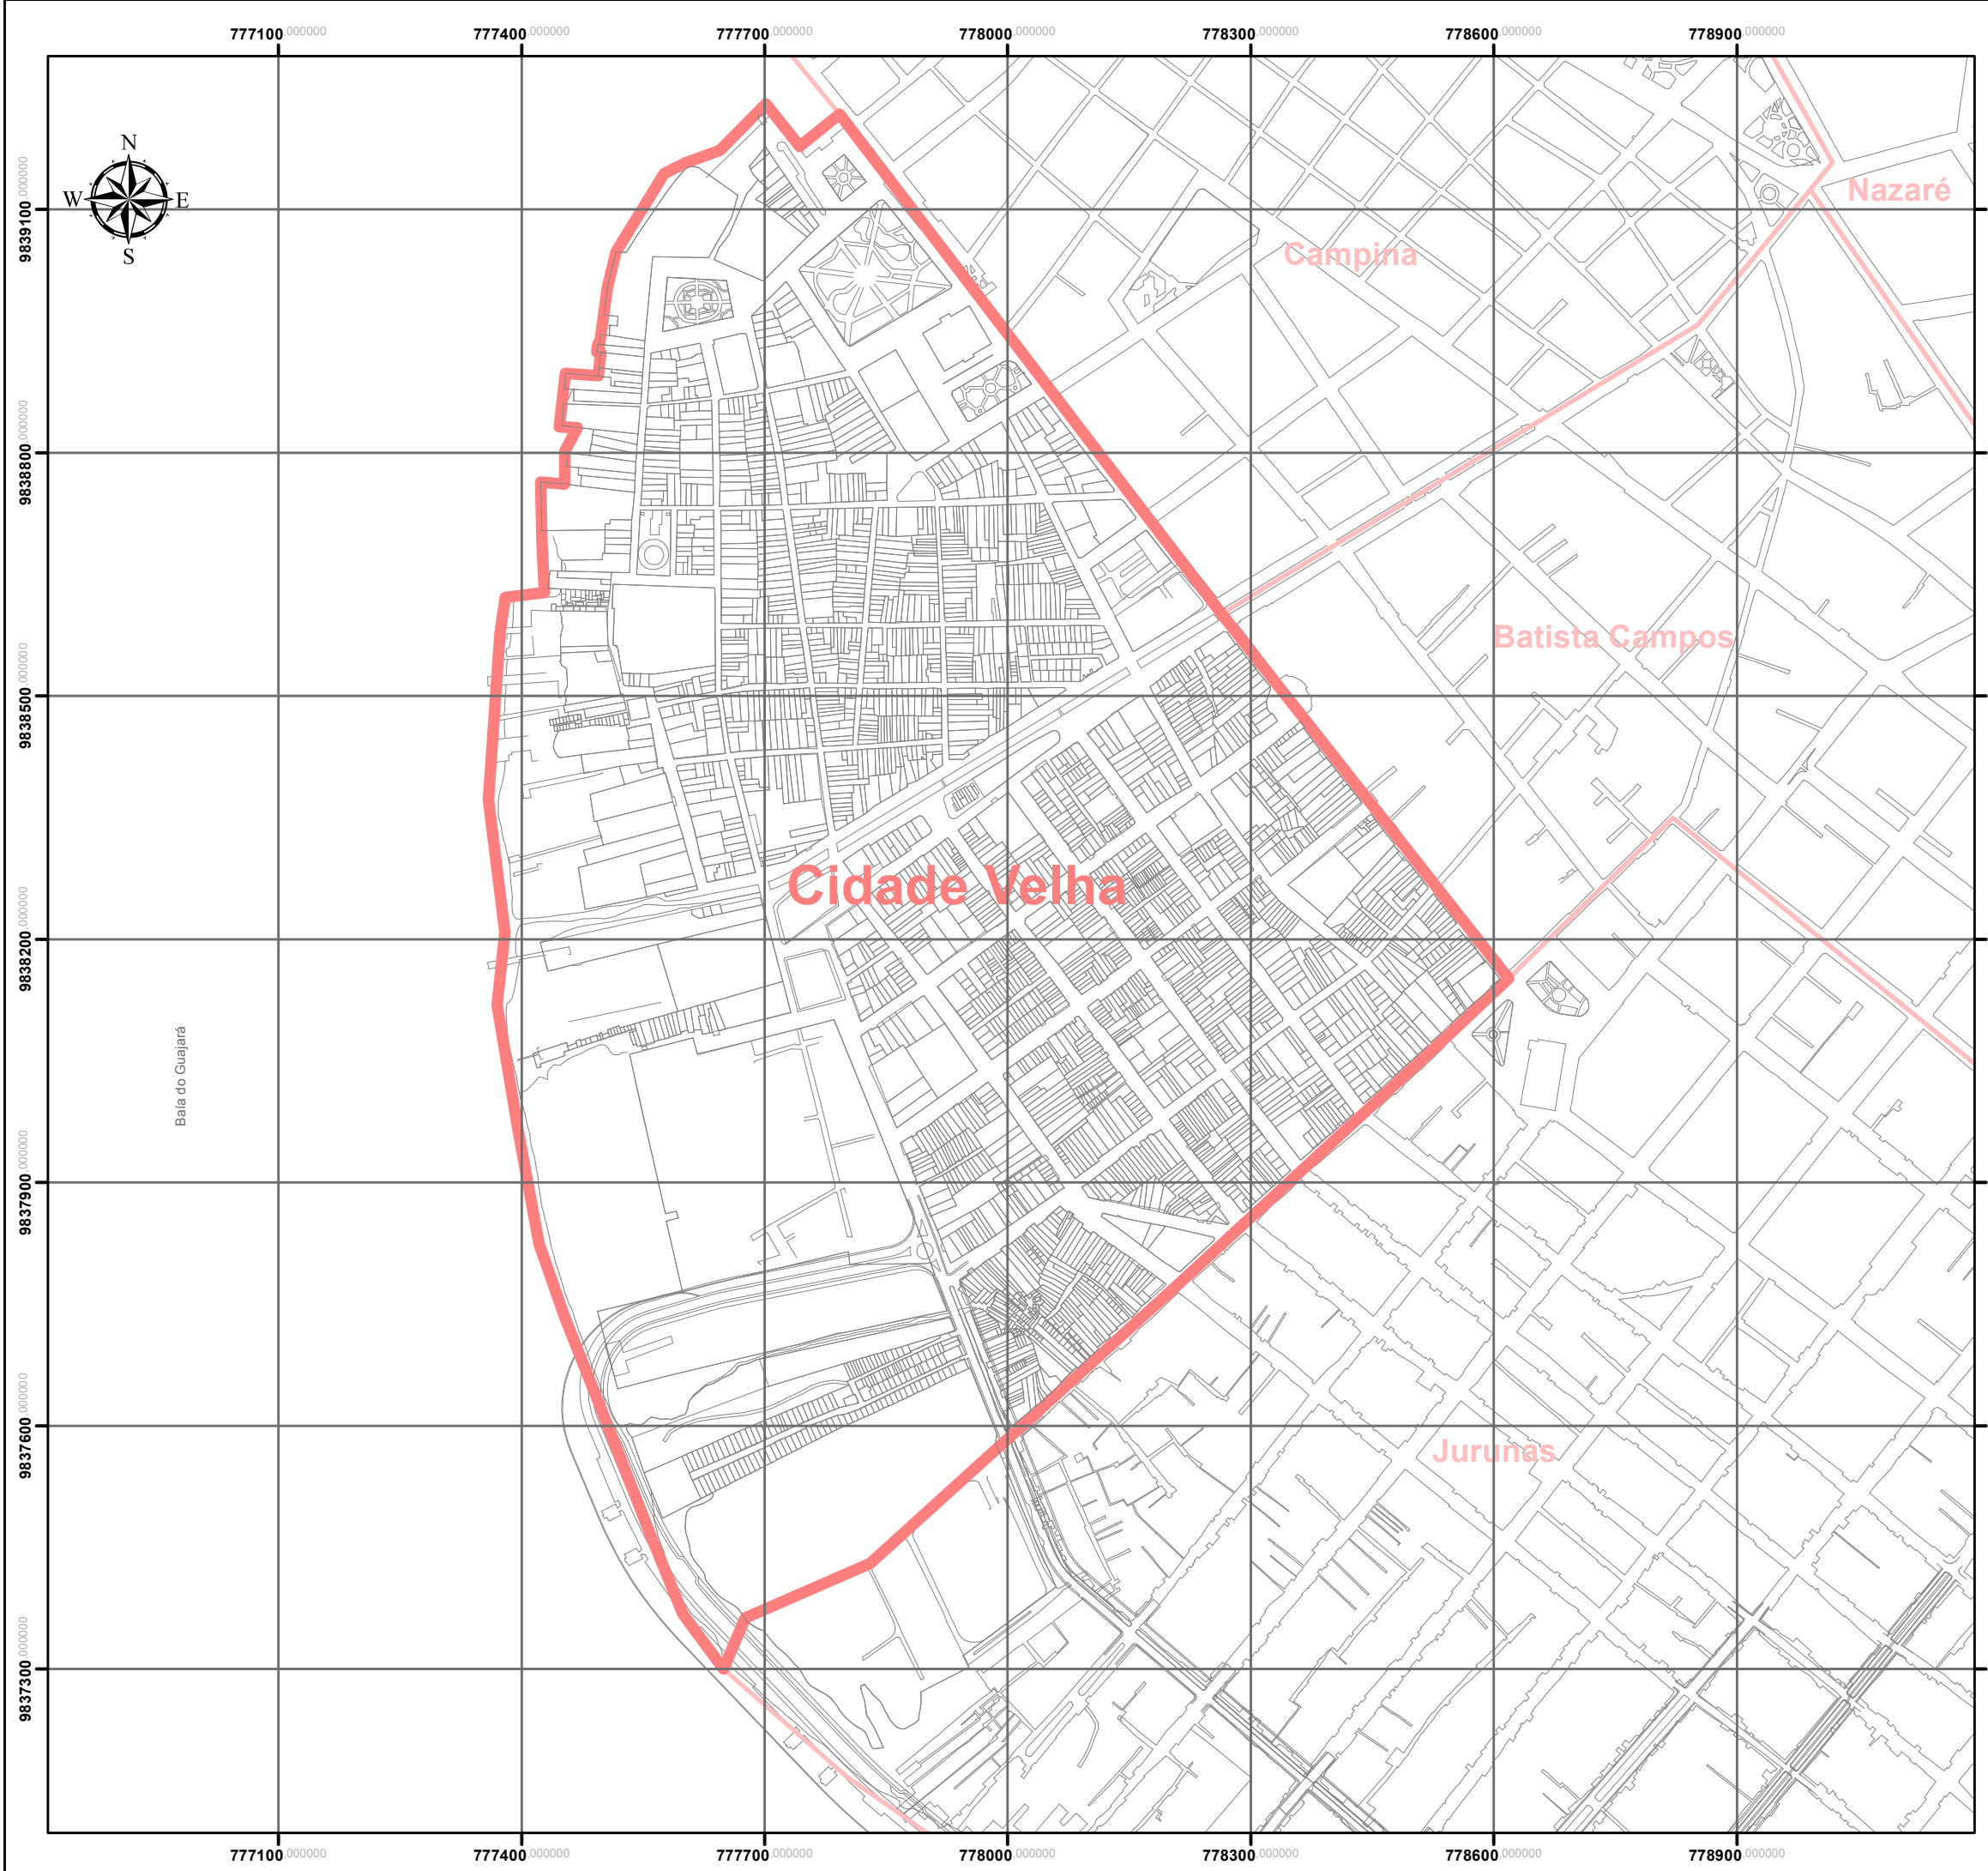 777100.000000 777400.000000 777700.000000 778000.000000 778300.000000 778600.000000 778900.000000
N
W E
S
9839100.000000
Nazaré
Campina
9838800.000000
Batista Campos
9838500.000000
Cidade Velha
9838200.000000
Baía do Guajará
9837900.000000
9837600.000000
Jurunas
9837300.000000
777100.000000 777400.000000 777700.000000 778000.000000 778300.000000 778600.000000 778900.000000